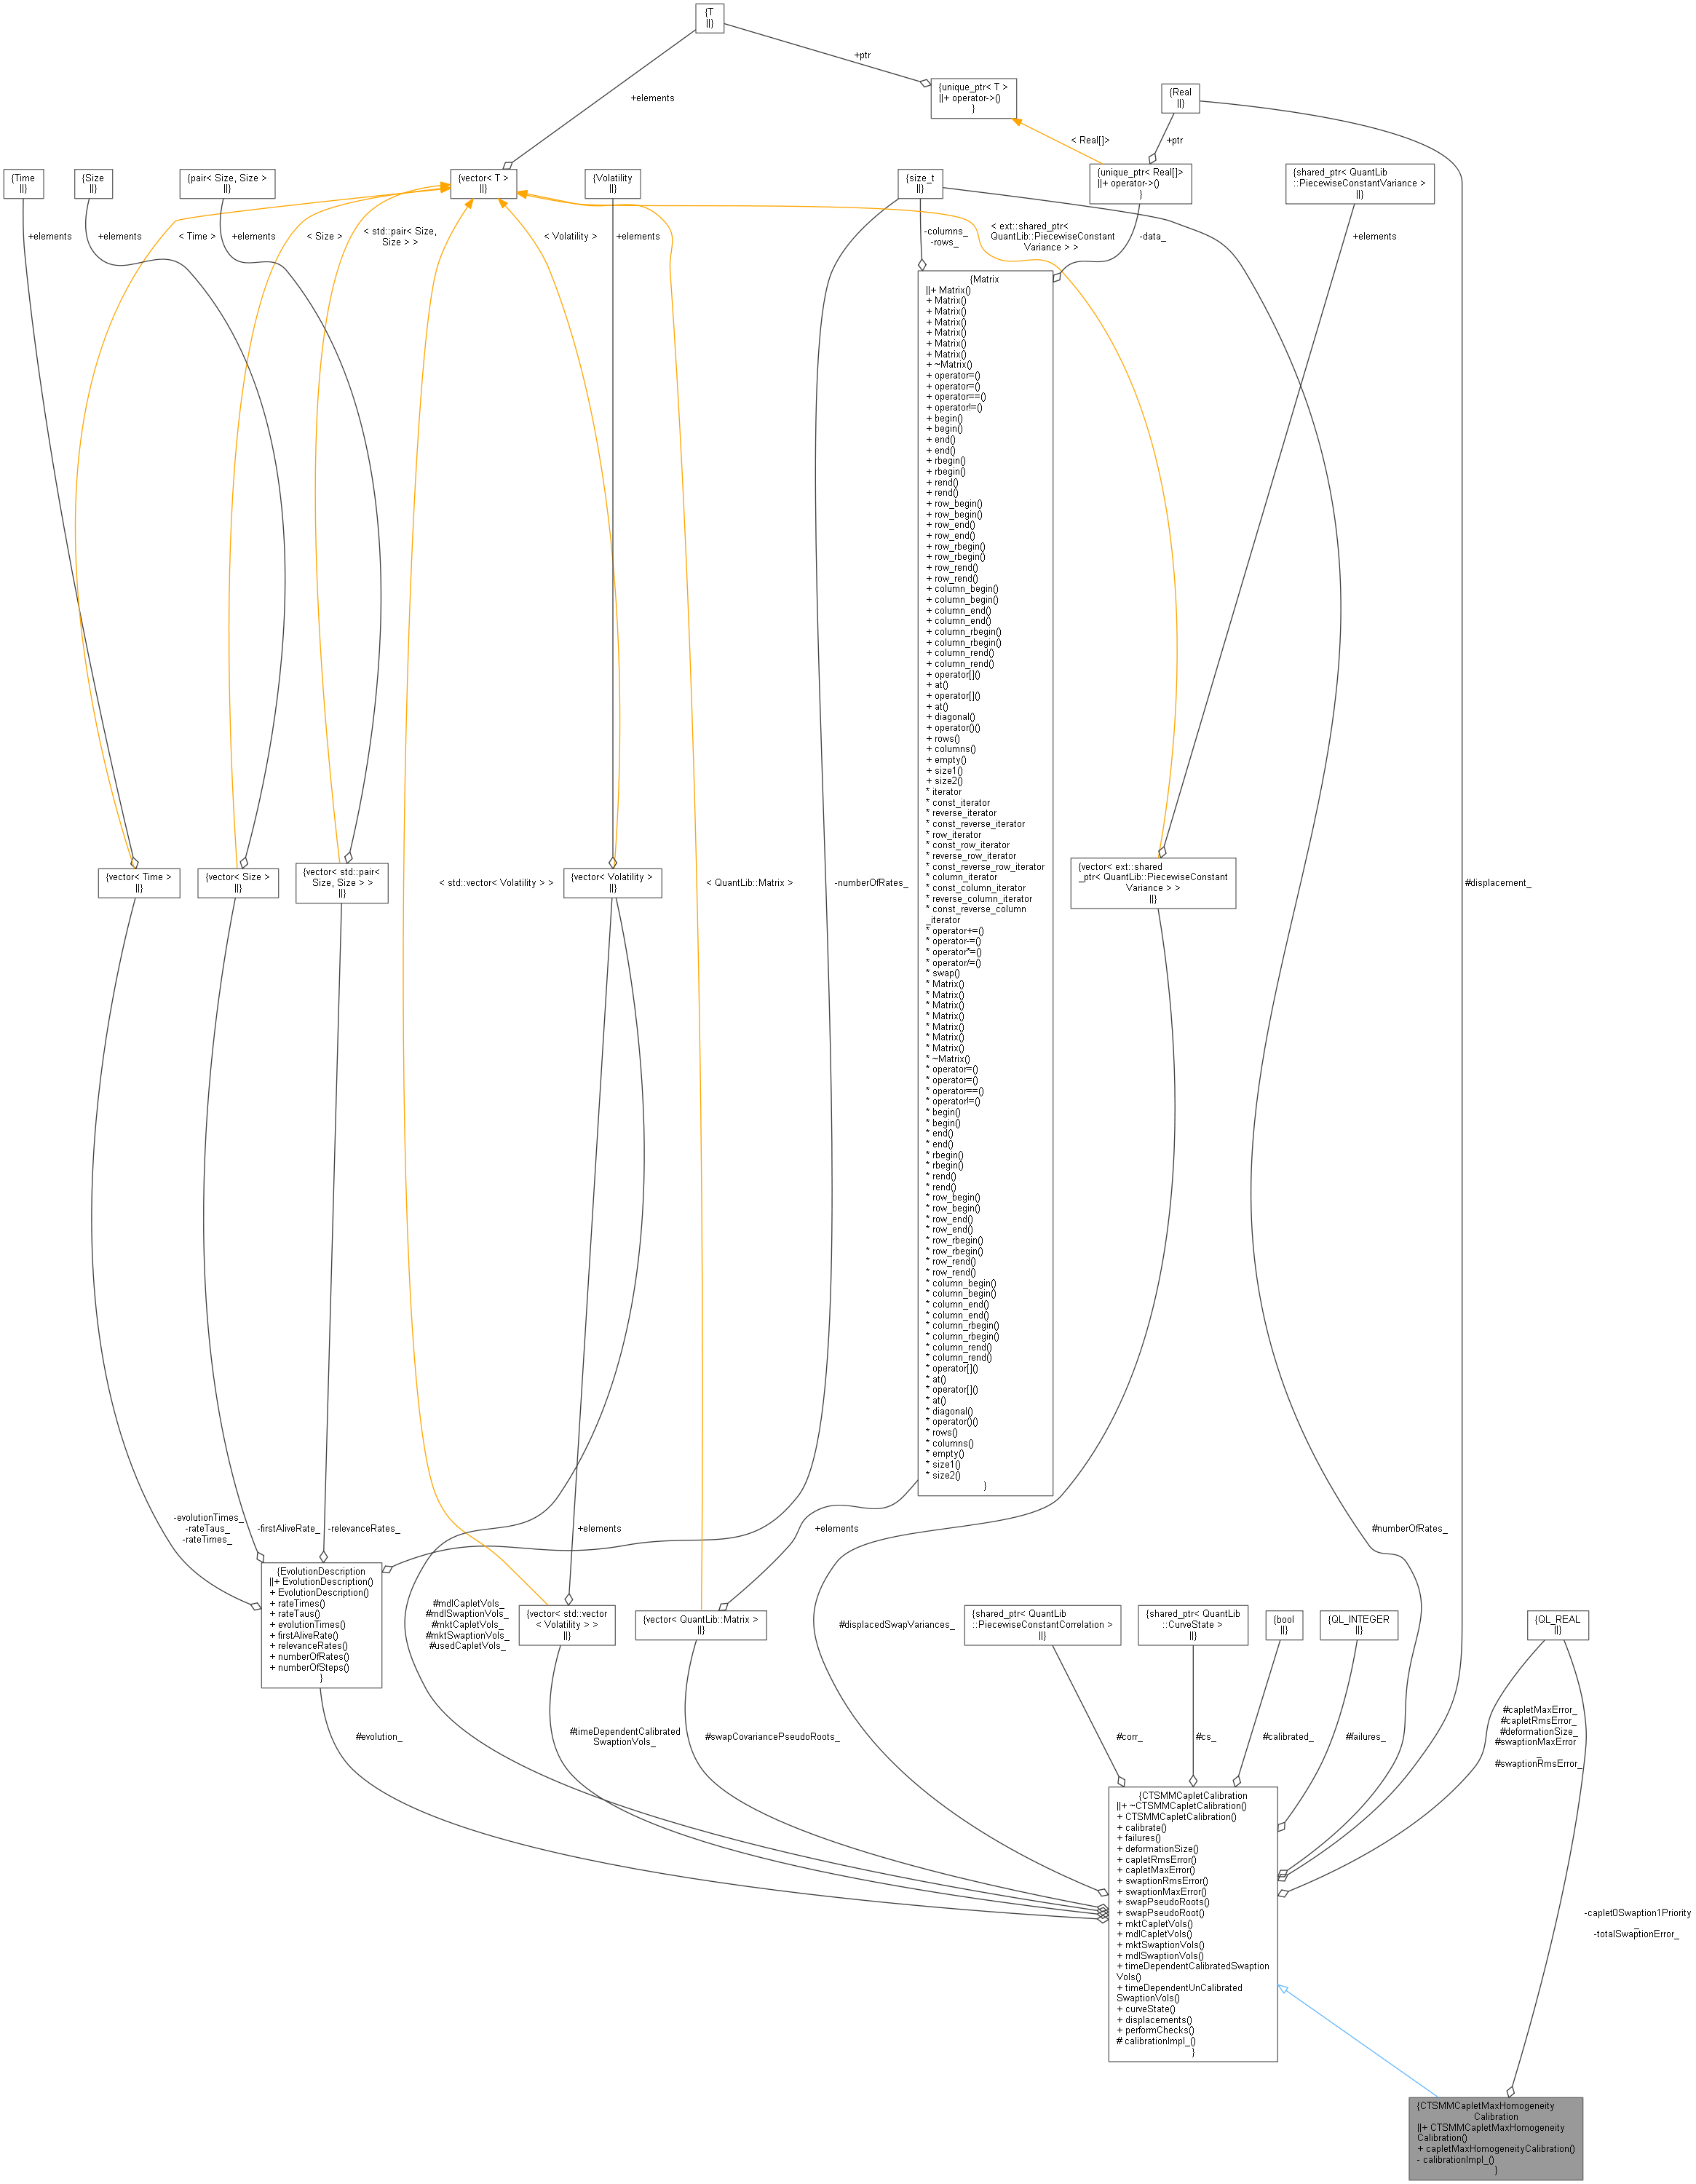 {T
||}
+ptr
+elements
{unique_ptr< T >
||+ operator->()
}
{Real
||}
< Real[]>
+ptr
{Time
||}
{Size
||}
{pair< Size, Size >
||}
{vector< T >
||}
{Volatility
||}
{size_t
||}
{unique_ptr< Real[]>
||+ operator->()
}
{shared_ptr< QuantLib
::PiecewiseConstantVariance >
||}
+elements
+elements
< Time >
+elements
< Size >
< std::pair< Size,
Size > >
< Volatility >
+elements
-columns_
-rows_
< ext::shared_ptr<
QuantLib::PiecewiseConstant
Variance > >
-data_
+elements
{Matrix
||+ Matrix()
+ Matrix()
+ Matrix()
+ Matrix()
+ Matrix()
+ Matrix()
+ Matrix()
+ ~Matrix()
+ operator=()
+ operator=()
+ operator==()
+ operator!=()
+ begin()
+ begin()
+ end()
+ end()
+ rbegin()
+ rbegin()
+ rend()
+ rend()
+ row_begin()
+ row_begin()
+ row_end()
+ row_end()
+ row_rbegin()
+ row_rbegin()
+ row_rend()
+ row_rend()
+ column_begin()
+ column_begin()
+ column_end()
+ column_end()
+ column_rbegin()
+ column_rbegin()
+ column_rend()
+ column_rend()
+ operator[]()
+ at()
+ operator[]()
+ at()
+ diagonal()
+ operator()()
+ rows()
+ columns()
+ empty()
+ size1()
+ size2()
* iterator
* const_iterator
* reverse_iterator
* const_reverse_iterator
* row_iterator
* const_row_iterator
* reverse_row_iterator
* const_reverse_row_iterator
* column_iterator
* const_column_iterator
* reverse_column_iterator
* const_reverse_column
_iterator
* operator+=()
* operator-=()
* operator*=()
* operator/=()
* swap()
* Matrix()
* Matrix()
* Matrix()
* Matrix()
* Matrix()
* Matrix()
* Matrix()
* ~Matrix()
* operator=()
* operator=()
* operator==()
* operator!=()
* begin()
* begin()
* end()
* end()
* rbegin()
* rbegin()
* rend()
* rend()
* row_begin()
* row_begin()
* row_end()
* row_end()
* row_rbegin()
* row_rbegin()
* row_rend()
* row_rend()
* column_begin()
* column_begin()
* column_end()
* column_end()
* column_rbegin()
* column_rbegin()
* column_rend()
* column_rend()
* operator[]()
* at()
* operator[]()
* at()
* diagonal()
* operator()()
* rows()
* columns()
* empty()
* size1()
* size2()
}
{vector< Time >
||}
{vector< Size >
||}
{vector< std::pair<
Size, Size > >
||}
< std::vector< Volatility > >
{vector< Volatility >
||}
< QuantLib::Matrix >
-numberOfRates_
{vector< ext::shared
_ptr< QuantLib::PiecewiseConstant
Variance > >
||}
#displacement_
-evolutionTimes_
-rateTaus_
-rateTimes_
-firstAliveRate_
-relevanceRates_
+elements
+elements
#numberOfRates_
{EvolutionDescription
||+ EvolutionDescription()
+ EvolutionDescription()
+ rateTimes()
+ rateTaus()
+ evolutionTimes()
+ firstAliveRate()
+ relevanceRates()
+ numberOfRates()
+ numberOfSteps()
}
#mdlCapletVols_
#mdlSwaptionVols_
#mktCapletVols_
#mktSwaptionVols_
#usedCapletVols_
{vector< std::vector
< Volatility > >
||}
{vector< QuantLib::Matrix >
||}
#displacedSwapVariances_
{shared_ptr< QuantLib
::PiecewiseConstantCorrelation >
||}
{shared_ptr< QuantLib
::CurveState >
||}
{bool
||}
{QL_INTEGER
||}
{QL_REAL
||}
#evolution_
#timeDependentCalibrated
SwaptionVols_
#swapCovariancePseudoRoots_
#corr_
#cs_
#calibrated_
#failures_
#capletMaxError_
#capletRmsError_
#deformationSize_
#swaptionMaxError
_
#swaptionRmsError_
{CTSMMCapletCalibration
||+ ~CTSMMCapletCalibration()
+ CTSMMCapletCalibration()
+ calibrate()
+ failures()
+ deformationSize()
+ capletRmsError()
+ capletMaxError()
+ swaptionRmsError()
+ swaptionMaxError()
+ swapPseudoRoots()
+ swapPseudoRoot()
+ mktCapletVols()
+ mdlCapletVols()
+ mktSwaptionVols()
+ mdlSwaptionVols()
+ timeDependentCalibratedSwaption
Vols()
+ timeDependentUnCalibrated
SwaptionVols()
+ curveState()
+ displacements()
+ performChecks()
# calibrationImpl_()
}
-caplet0Swaption1Priority
_
-totalSwaptionError_
{CTSMMCapletMaxHomogeneity
Calibration
||+ CTSMMCapletMaxHomogeneity
Calibration()
+ capletMaxHomogeneityCalibration()
- calibrationImpl_()
}